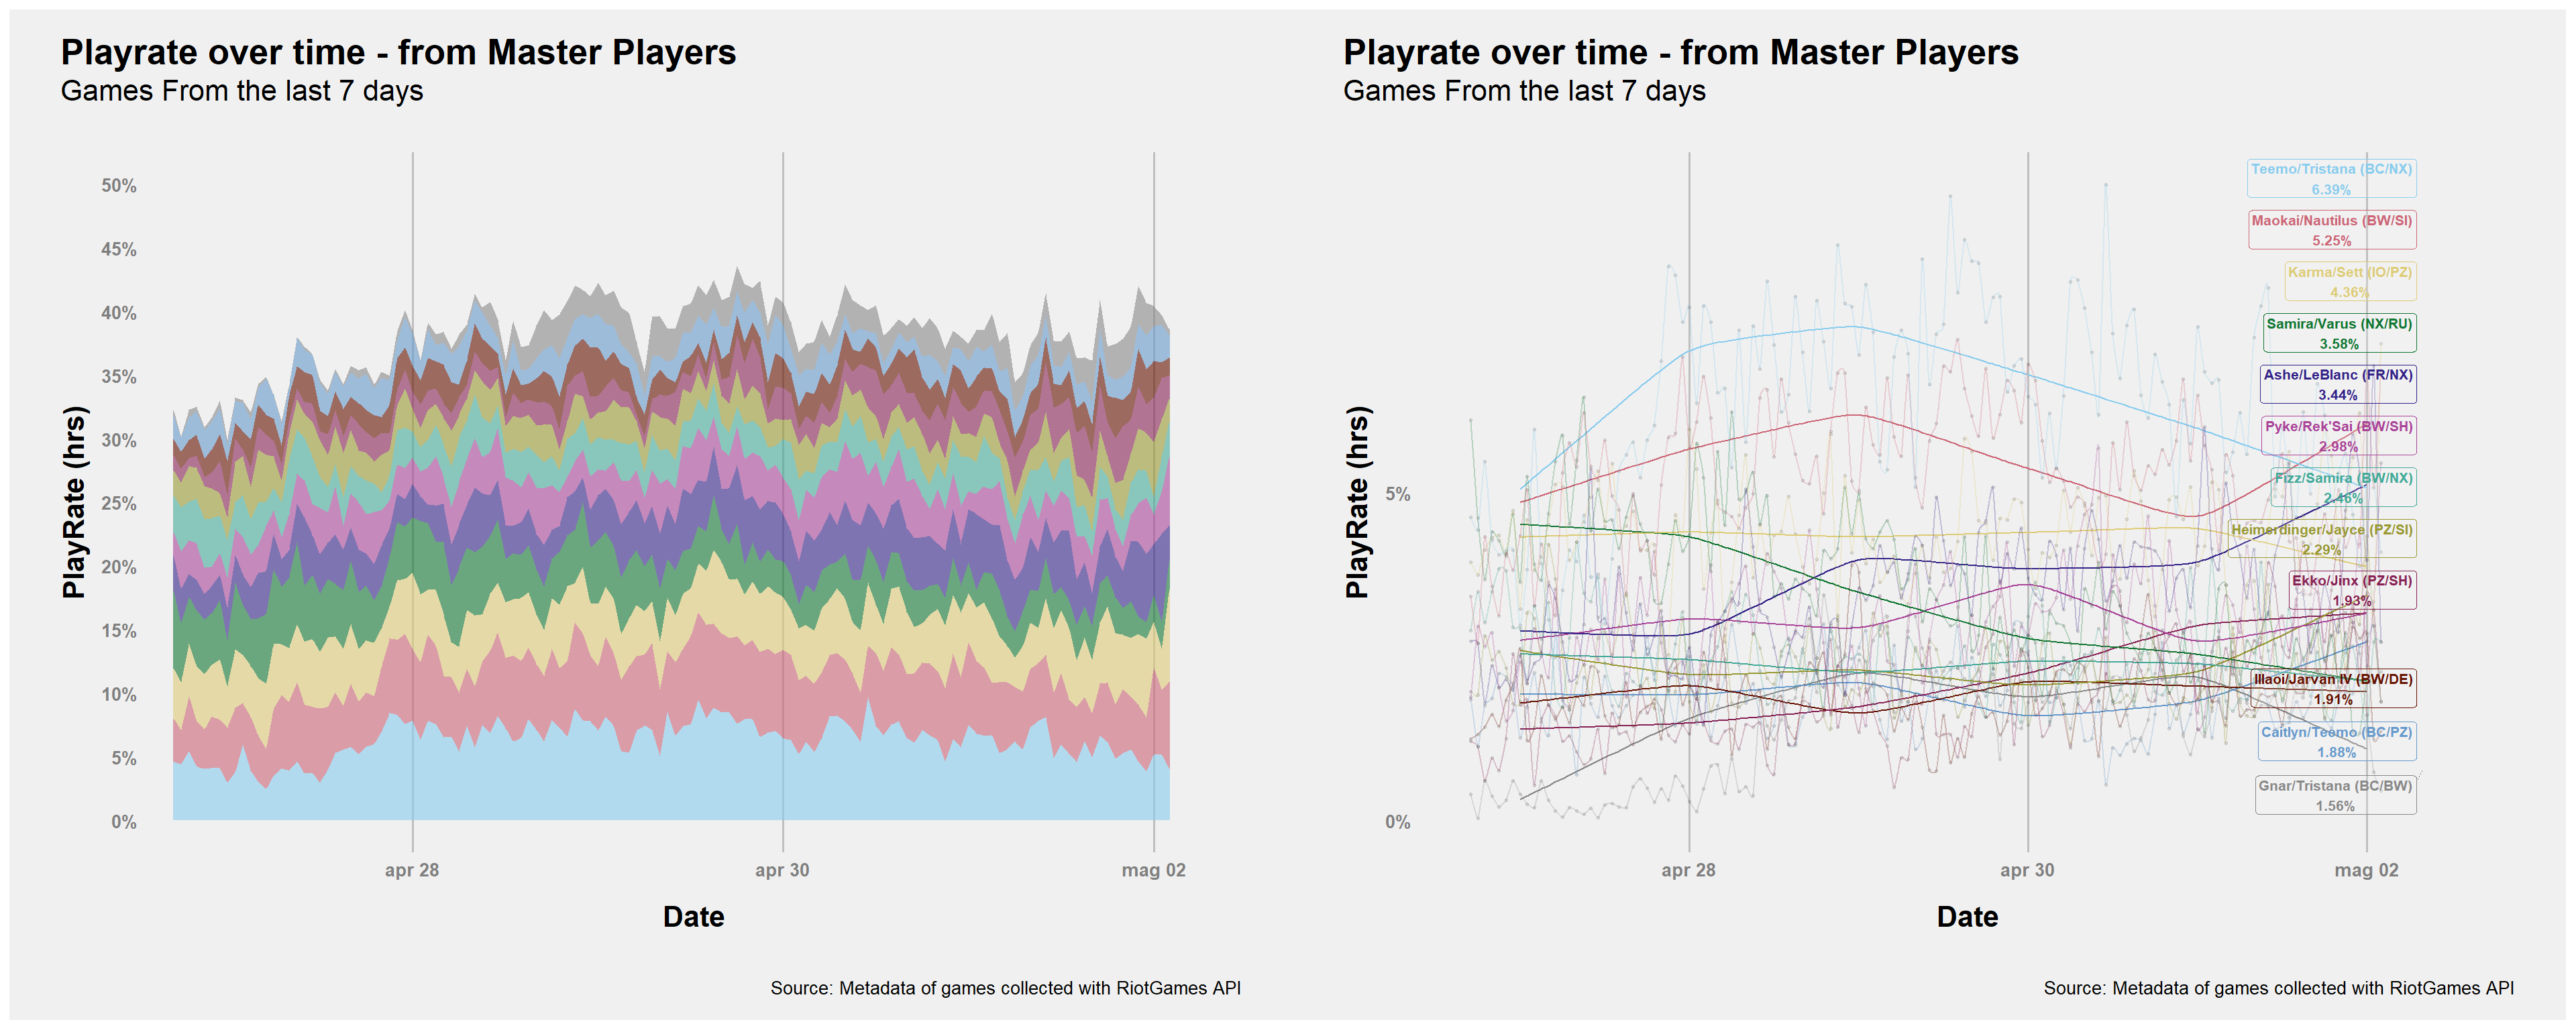 Playrate over time - from Master Players
Games From the last 7 days
PlayRate (hrs)
50%
45%
40%
35%
30%
25%
20%
15%
10%
5%
0%
apr 28
apr 30
mag 02
Date
Source: Metadata of games collected with RiotGames API
Playrate over time - from Master Players
Games From the last 7 days
PlayRate (hrs)
5%
0%
Teemo/Tristana (BC/NX)
6.39%
Maokai/Nautilus (BW/SI)
5.25%
Karma/Sett (IO/PZ)
4.36%
Samira/Varus (NX/RU)
3.58%
Ashe/LeBlanc (FR/NX)
3.44%
Pyke/Rek'Sai (BW/SH)
2.98%
Fizz/Samira (BW/NX)
2.46%
Heimerdinger/Jayce (PZ/SI)
2.29%
Ekko/Jinx (PZ/SH)
1.93%
Illaoi/Jarvan IV (BW/DE)
1.91%
Caitlyn/Teemo (BC/PZ)
1.88%
Gnar/Tristana (BC/BW)
1.56%
apr 28
apr 30
mag 02
Date
Source: Metadata of games collected with RiotGames API